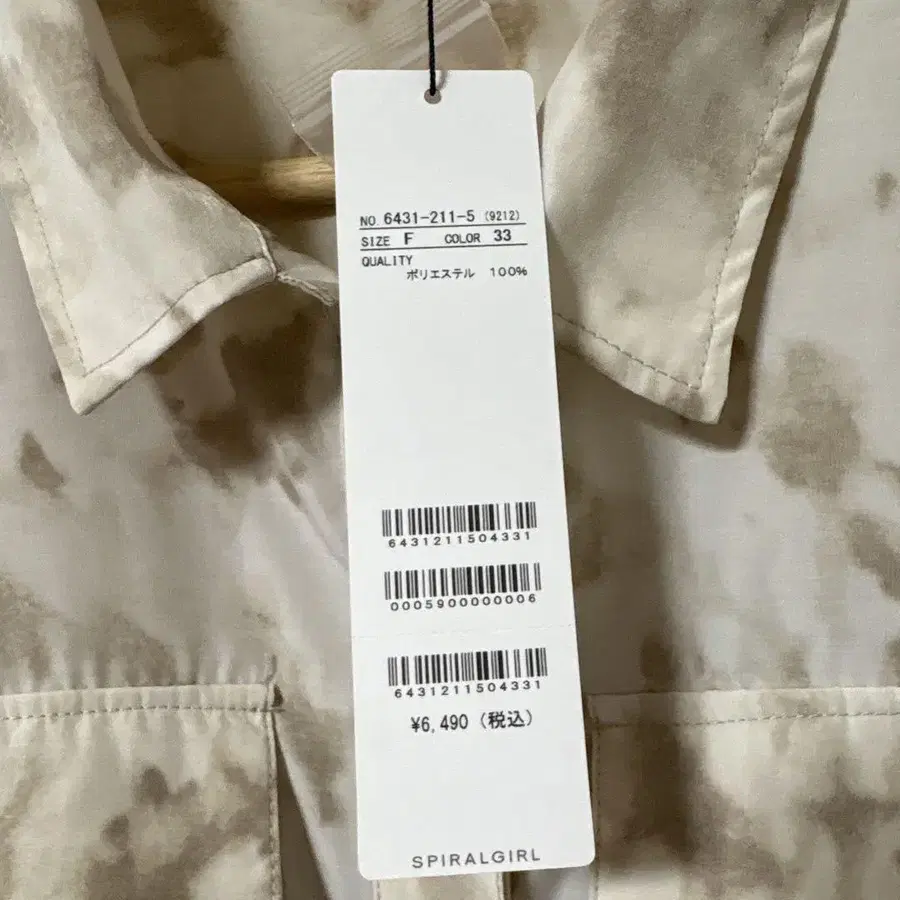 NO. 6431-211-5 (9212)
SIZE F COLOR 33
QUALITY
ポリエステル 100%
6431211504331
0005900000006
6431211504331
¥6,490 (税込)
SPIRALGIRL